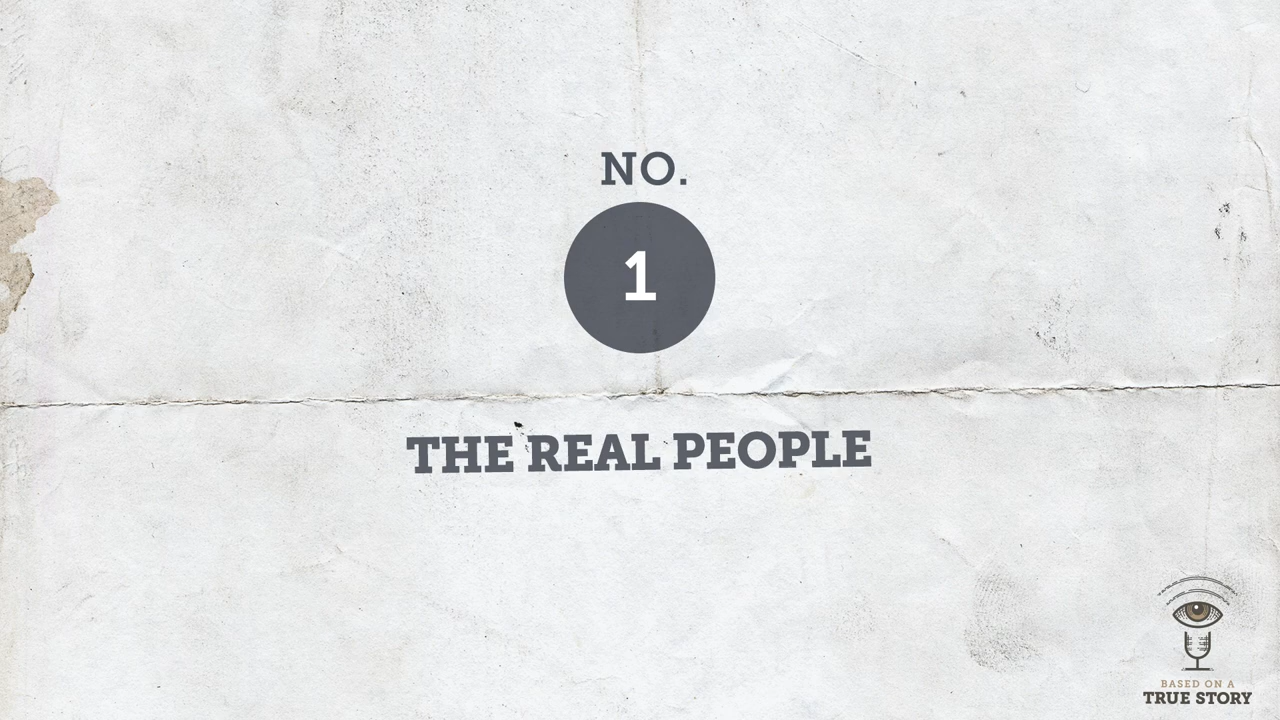 NO.
1
THE REAL PEOPLE
BASED ON A
TRUE STORY